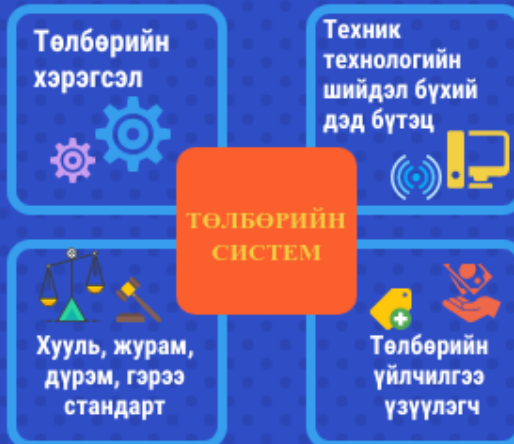 Төлбөрийн
хэрэгсэл
Техник
технологийн
шийдэл бүхий
дэд бүтэц
ТӨЛБӨРИЙН
СИСТЕМ
Хууль, журам,
дүрэм, гэрээ
стандарт
Төлбөрийн
үйлчилгээ
үзүүлэгч